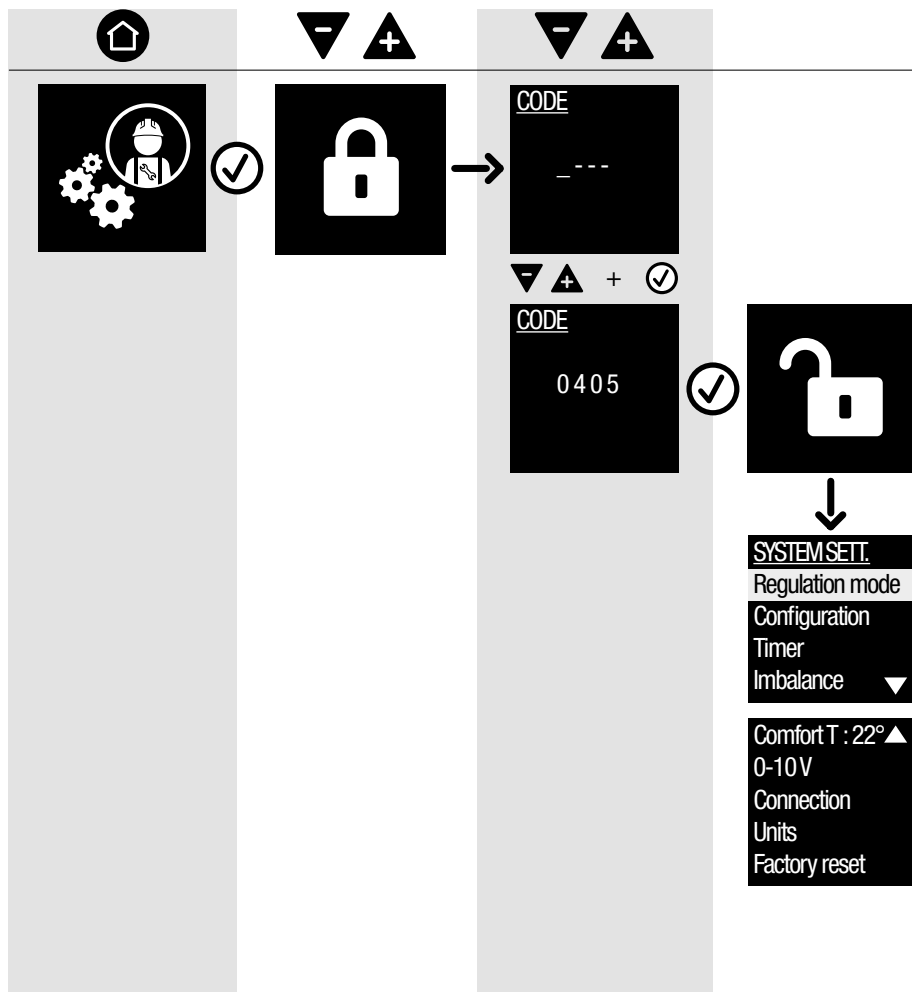 CODE
_---
+
CODE
0405
SYSTEM SETT.
Regulation mode
Configuration
Timer
Imbalance
Comfort T : 22°
0-10 V
Connection
Units
Factory reset